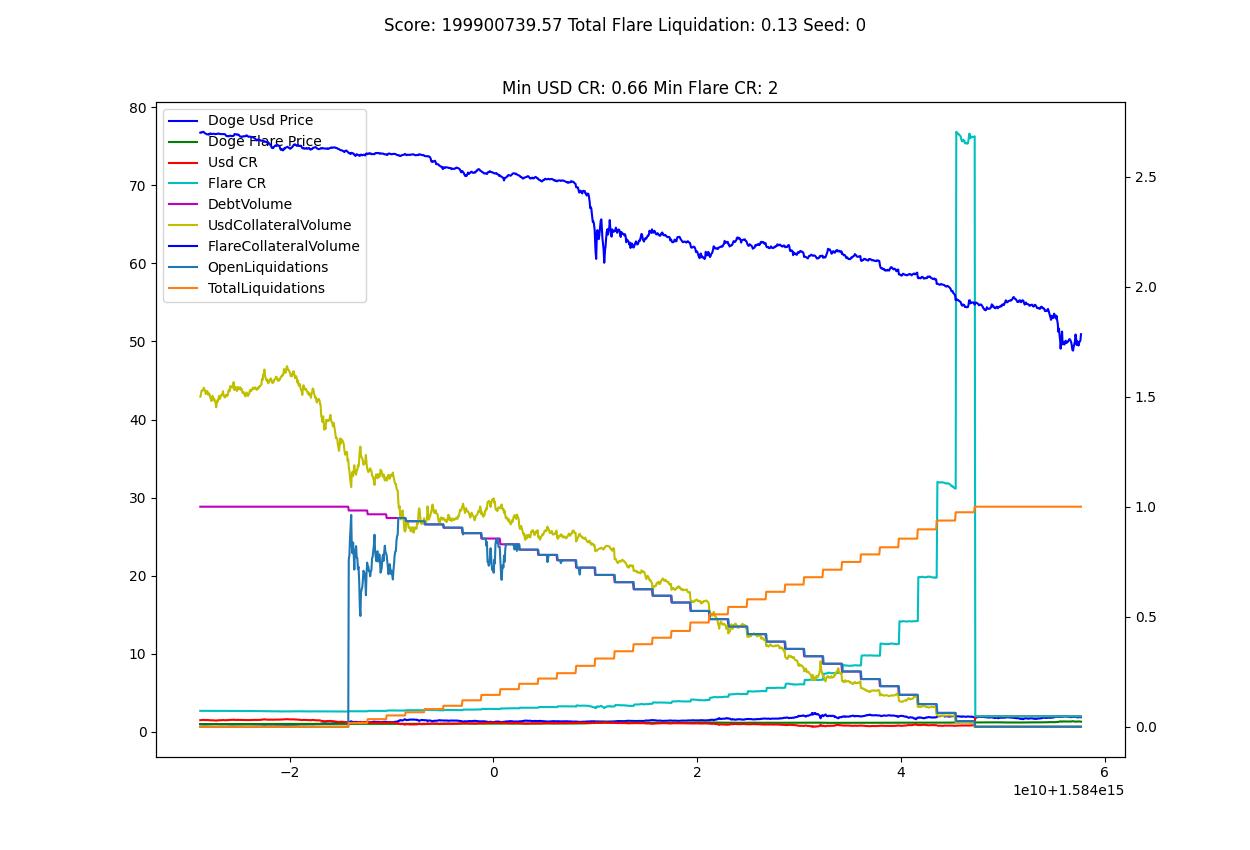 Score: 199900739.57 Total Flare Liquidation: 0.13 Seed: 0
Min USD CR: 0.66 Min Flare CR: 2
Doge Usd Price
Doge Flare Price
Usd CR
Flare CR
DebtVolume
UsdCollateralVolume
FlareCollateralVolume
OpenLiquidations
TotalLiquidations
80
70
60
50
40
30
20
10
0
2.5
2.0
1.5
1.0
0.5
0.0
−2
0
2
4
6
1e10+1.584e15